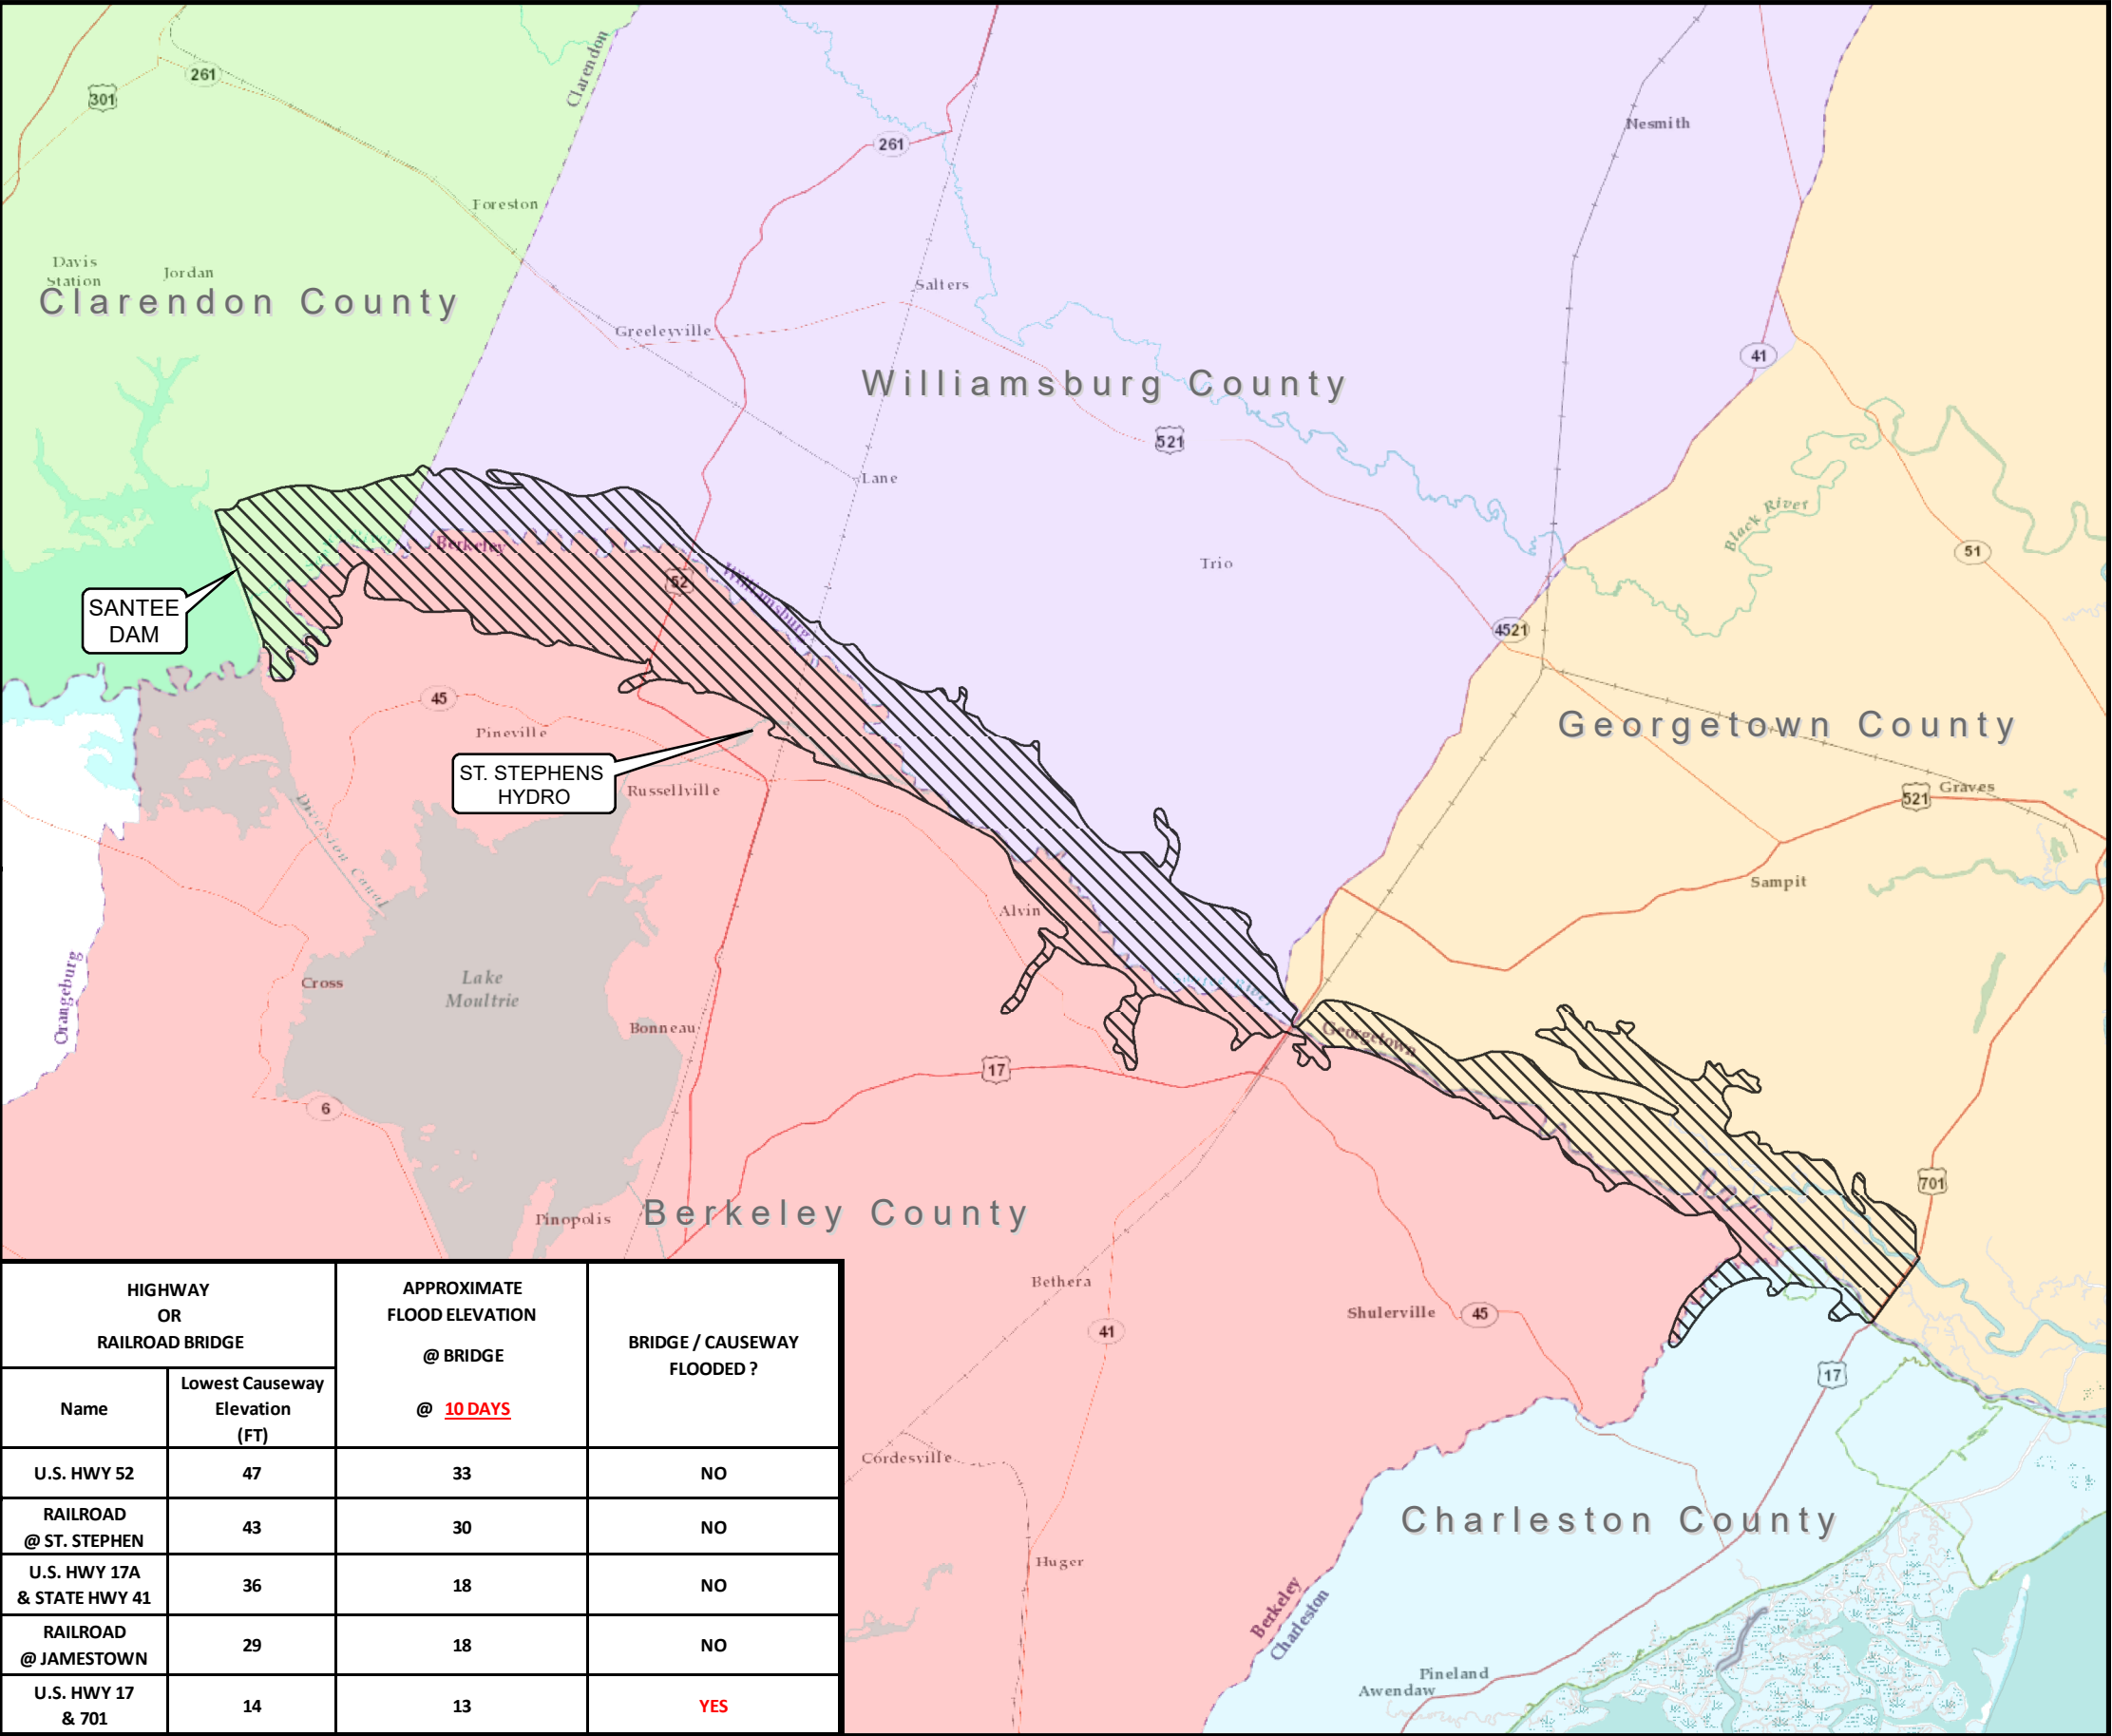 Clarendon
261
301
261
Nesmith
Foreston
Davis
Station
Jordan
Clarendon County
Salters
Greeleyville
41
Williamsburg County
521
Lane
Black River
51
Berkeley
Trio
52
Williamsburg
SANTEE
DAM
4521
45
Pineville
Georgetown County
ST. STEPHENS
HYDRO
Russellville
521
Graves
Diversion Canal
Sampit
Alvin
Orangeburg
Cross
Lake
Moultrie
River
Bonneau
Georgetown
17
6
701
Pinopolis
Berkeley County
Bethera
Shulerville
45
41
17
HIGHWAY
OR
RAILROAD BRIDGE
APPROXIMATE
FLOOD ELEVATION
@ BRIDGE
@ 10 DAYS
BRIDGE / CAUSEWAY
FLOODED ?
Name
Lowest Causeway
Elevation
(FT)
U.S. HWY 52
47
33
NO
RAILROAD
@ ST. STEPHEN
43
30
NO
U.S. HWY 17A
& STATE HWY 41
36
18
NO
RAILROAD
@ JAMESTOWN
29
18
NO
U.S. HWY 17
& 701
14
13
YES
Cordesville
Charleston County
Huger
Berkeley
Charleston
Pineland
Awendaw